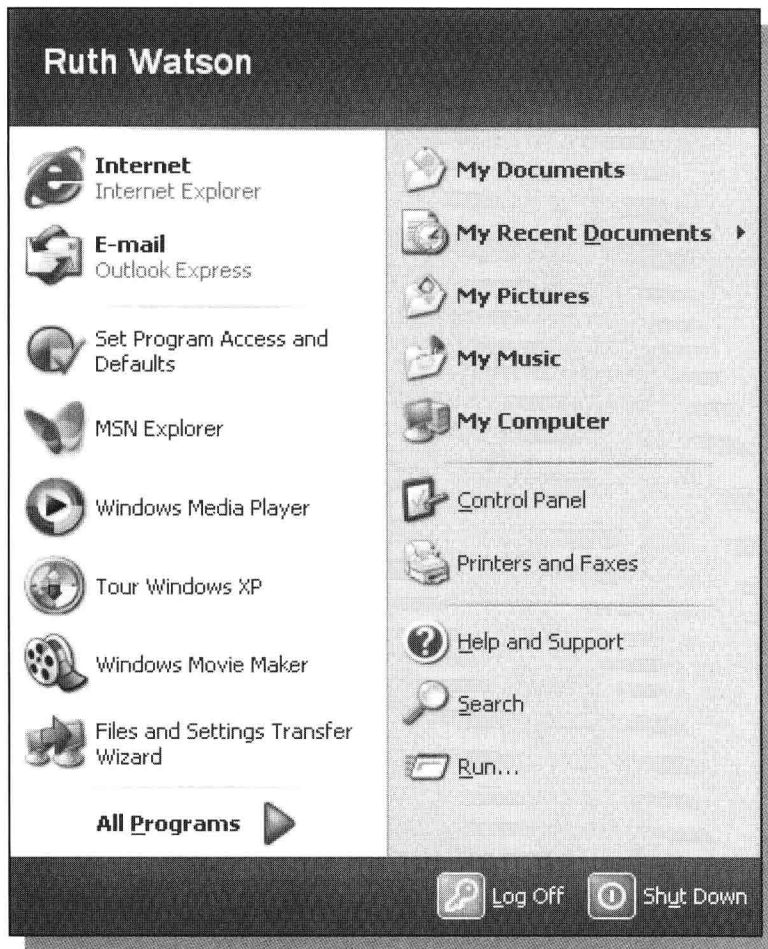 Ruth Watson
Internet
Internet Explorer
E-mail
Outlook Express
Set Program Access and
Defaults
MSN Explorer
Windows Media Player
Tour Windows XP
Windows Movie Maker
Files and Settings Transfer
Wizard
All Programs
My Documents
My Recent Documents
My Pictures
My Music
My Computer
Control Panel
Printers and Faxes
Help and Support
Search
Run...
Log Off
Shut Down